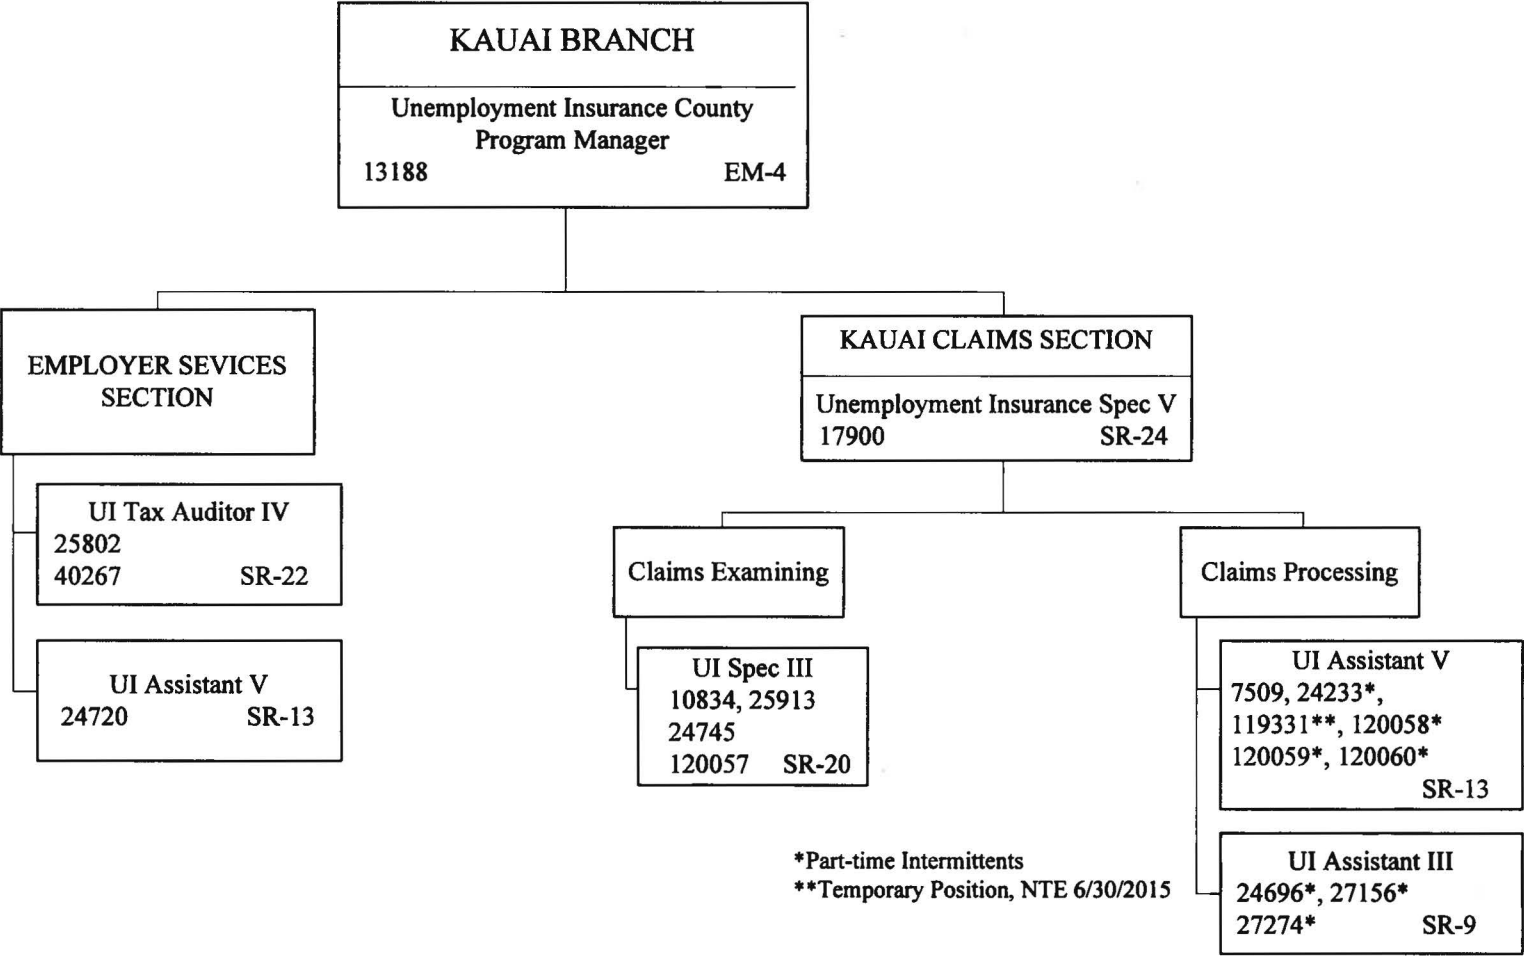 KAUAI BRANCH
Unemployment Insurance County
Program Manager
13188 EM-4
EMPLOYER SEVICES
SECTION
UI Tax Auditor IV
25802
40267 SR-22
UI Assistant V
24720 SR-13
KAUAI CLAIMS SECTION
Unemployment Insurance Spec V
17900 SR-24
Claims Examining
UI Spec III
10834, 25913
24745
120057 SR-20
Claims Processing
UI Assistant V
7509, 24233*,
119331**, 120058*
120059*, 120060*
SR-13
UI Assistant III
24696*, 27156*
27274* SR-9
*Part-time Intermittents
**Temporary Position, NTE 6/30/2015